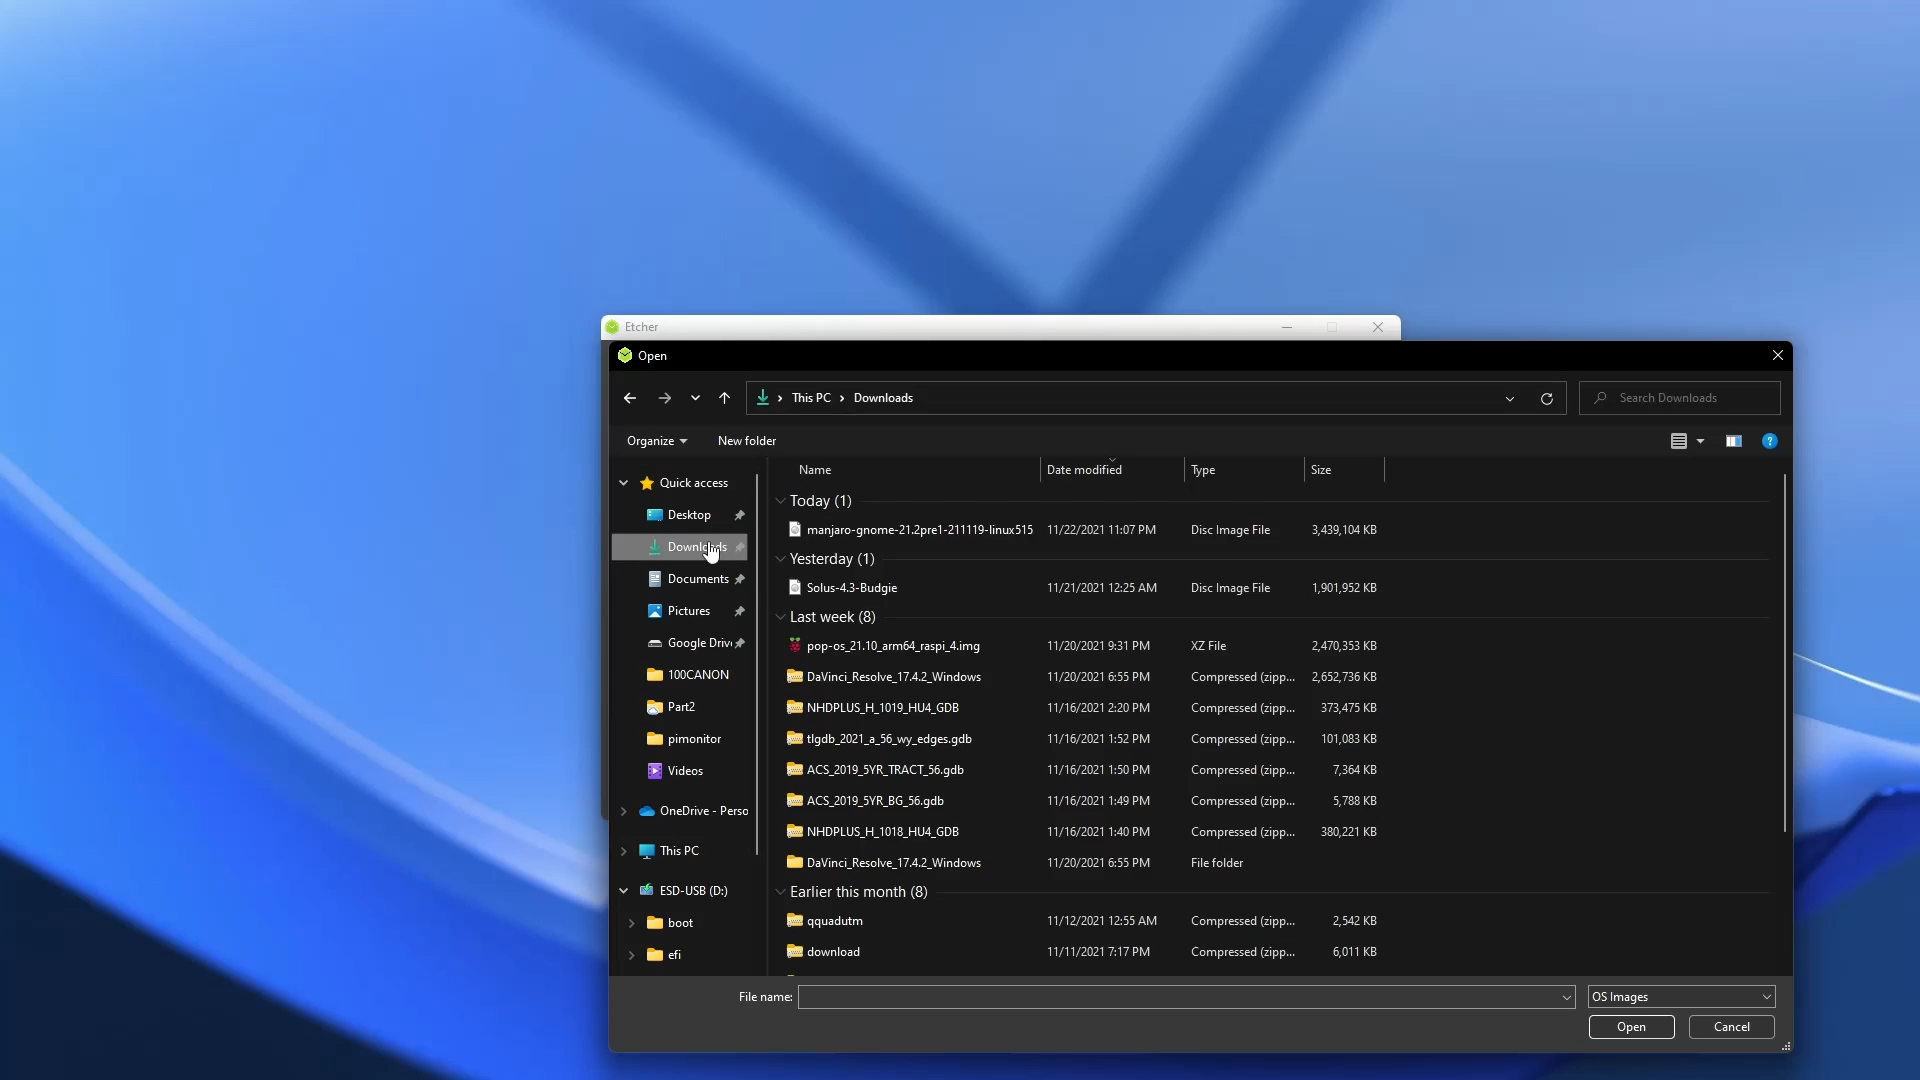 Etcher
Open
This PC Downloads
Search Downloads
Organize New folder
Name Date modified Type Size
Quick access
Desktop
Downloads
Documents
Pictures
Google Driv
100CANON
Part2
pimonitor
Videos
OneDrive - Perso
This PC
ESD-USB (D:)
boot
efi
Today (1)
manjaro-gnome-21.2pre1-211119-linux515 11/22/2021 11:07 PM Disc Image File 3,439,104 KB
Yesterday (1)
Solus-4.3-Budgie 11/21/2021 12:25 AM Disc Image File 1,901,952 KB
Last week (8)
pop-os_21.10_arm64_raspi_4.img 11/20/2021 9:31 PM XZ File 2,470,353 KB
DaVinci_Resolve_17.4.2_Windows 11/20/2021 6:55 PM Compressed (zipp... 2,652,736 KB
NHDPLUS_H_1019_HU4_GDB 11/16/2021 2:20 PM Compressed (zipp... 373,475 KB
tlgdb_2021_a_56_wy_edges.gdb 11/16/2021 1:52 PM Compressed (zipp... 101,083 KB
ACS_2019_5YR_TRACT_56.gdb 11/16/2021 1:50 PM Compressed (zipp... 7,364 KB
ACS_2019_5YR_BG_56.gdb 11/16/2021 1:49 PM Compressed (zipp... 5,788 KB
NHDPLUS_H_1018_HU4_GDB 11/16/2021 1:40 PM Compressed (zipp... 380,221 KB
DaVinci_Resolve_17.4.2_Windows 11/20/2021 6:55 PM File folder
Earlier this month (8)
qquadutm 11/12/2021 12:55 AM Compressed (zipp... 2,542 KB
download 11/11/2021 7:17 PM Compressed (zipp... 6,011 KB
File name: OS Images
Open Cancel